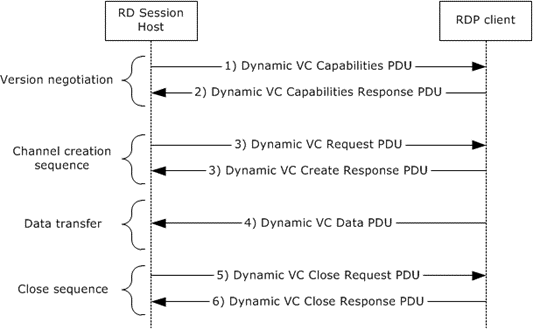 RD Session
Host
RDP client
Version negotiation
1) Dynamic VC Capabilities PDU
2) Dynamic VC Capabilities Response PDU
Channel creation
sequence
3) Dynamic VC Request PDU
3) Dynamic VC Create Response PDU
Data transfer
4) Dynamic VC Data PDU
Close sequence
5) Dynamic VC Close Request PDU
6) Dynamic VC Close Response PDU